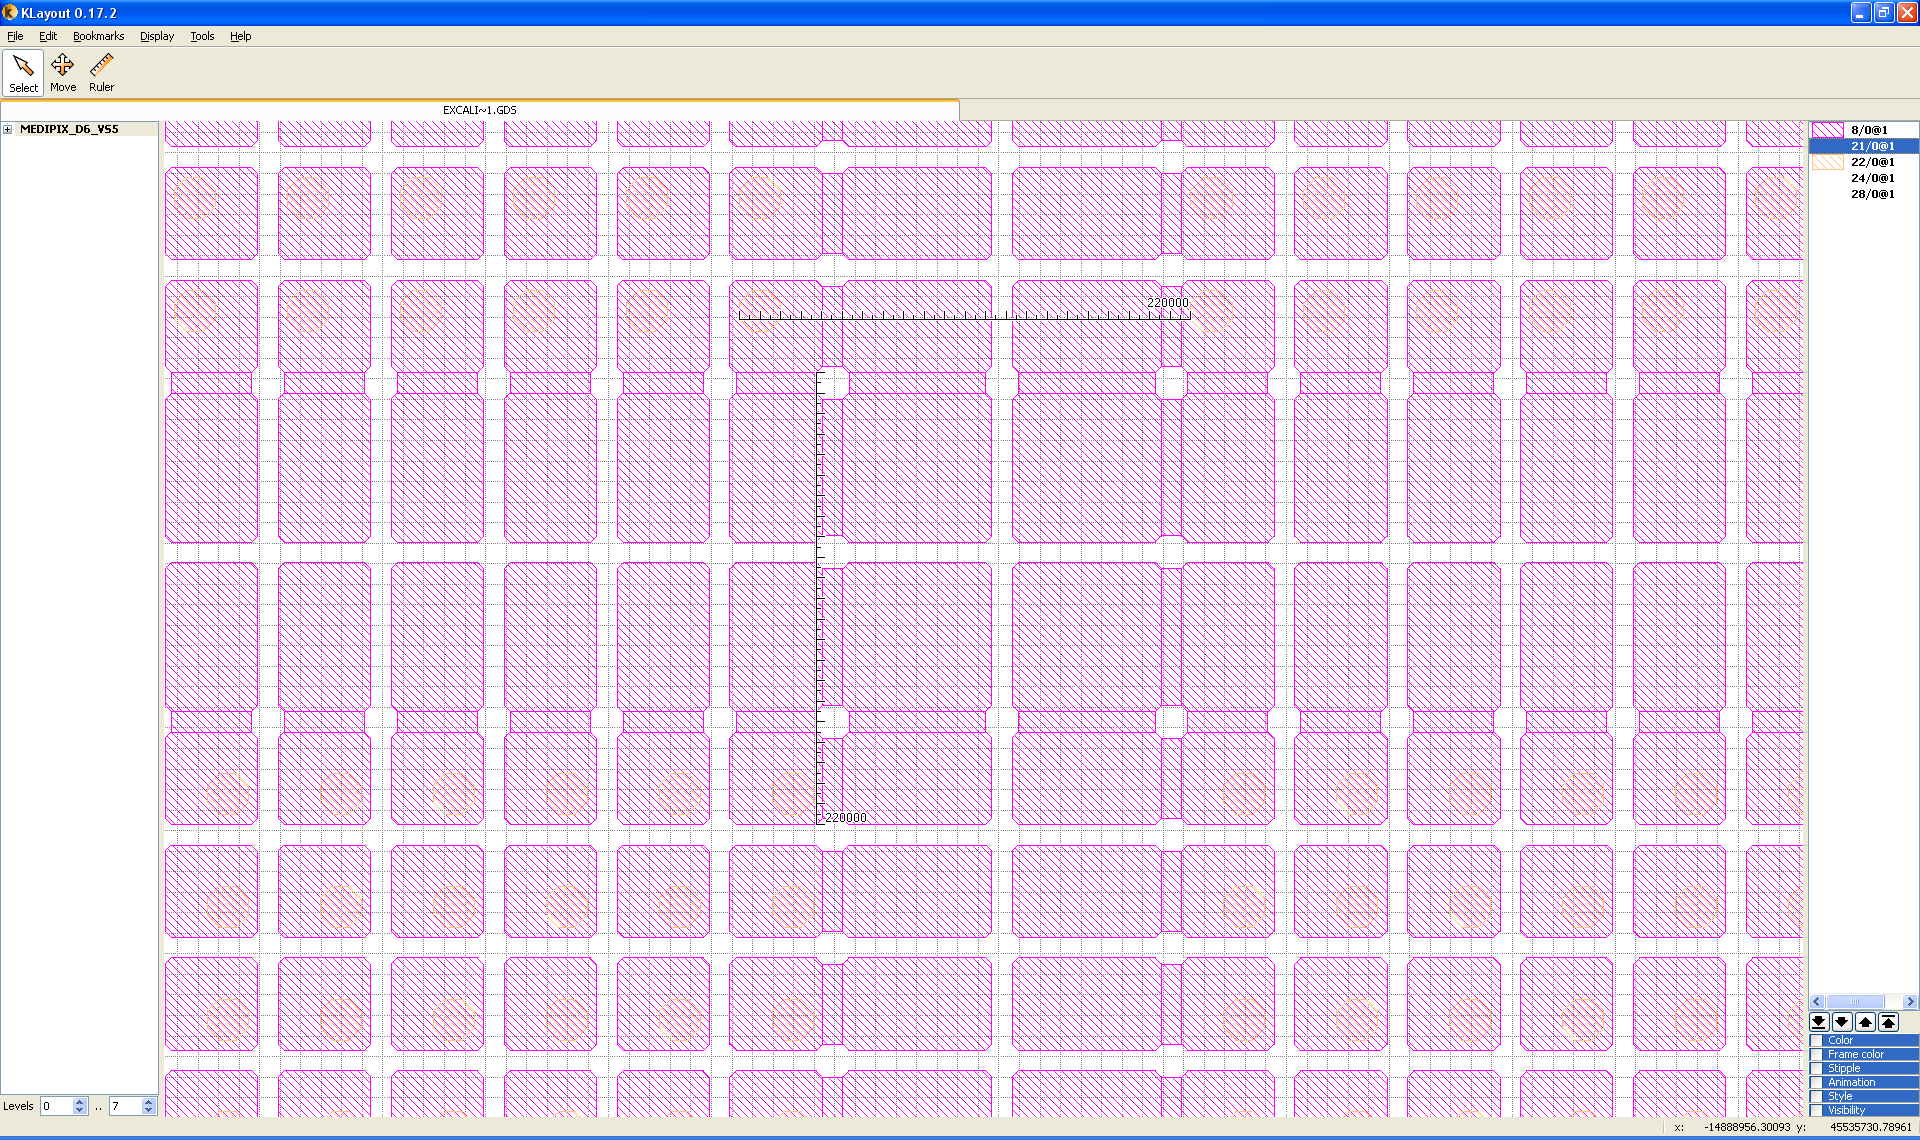 KLayout 0.17.2
File Edit Bookmarks Display Tools Help
Select Move Ruler
EXCALI~1.GDS
MEDIPIX_D6_VS5
8/0@1
21/0@1
22/0@1
24/0@1
28/0@1
220000
220000
Color
Frame color
Stipple
Animation
Style
Visibility
Levels 0 .. 7
x: -14888956.30093 y: 45535730.78961